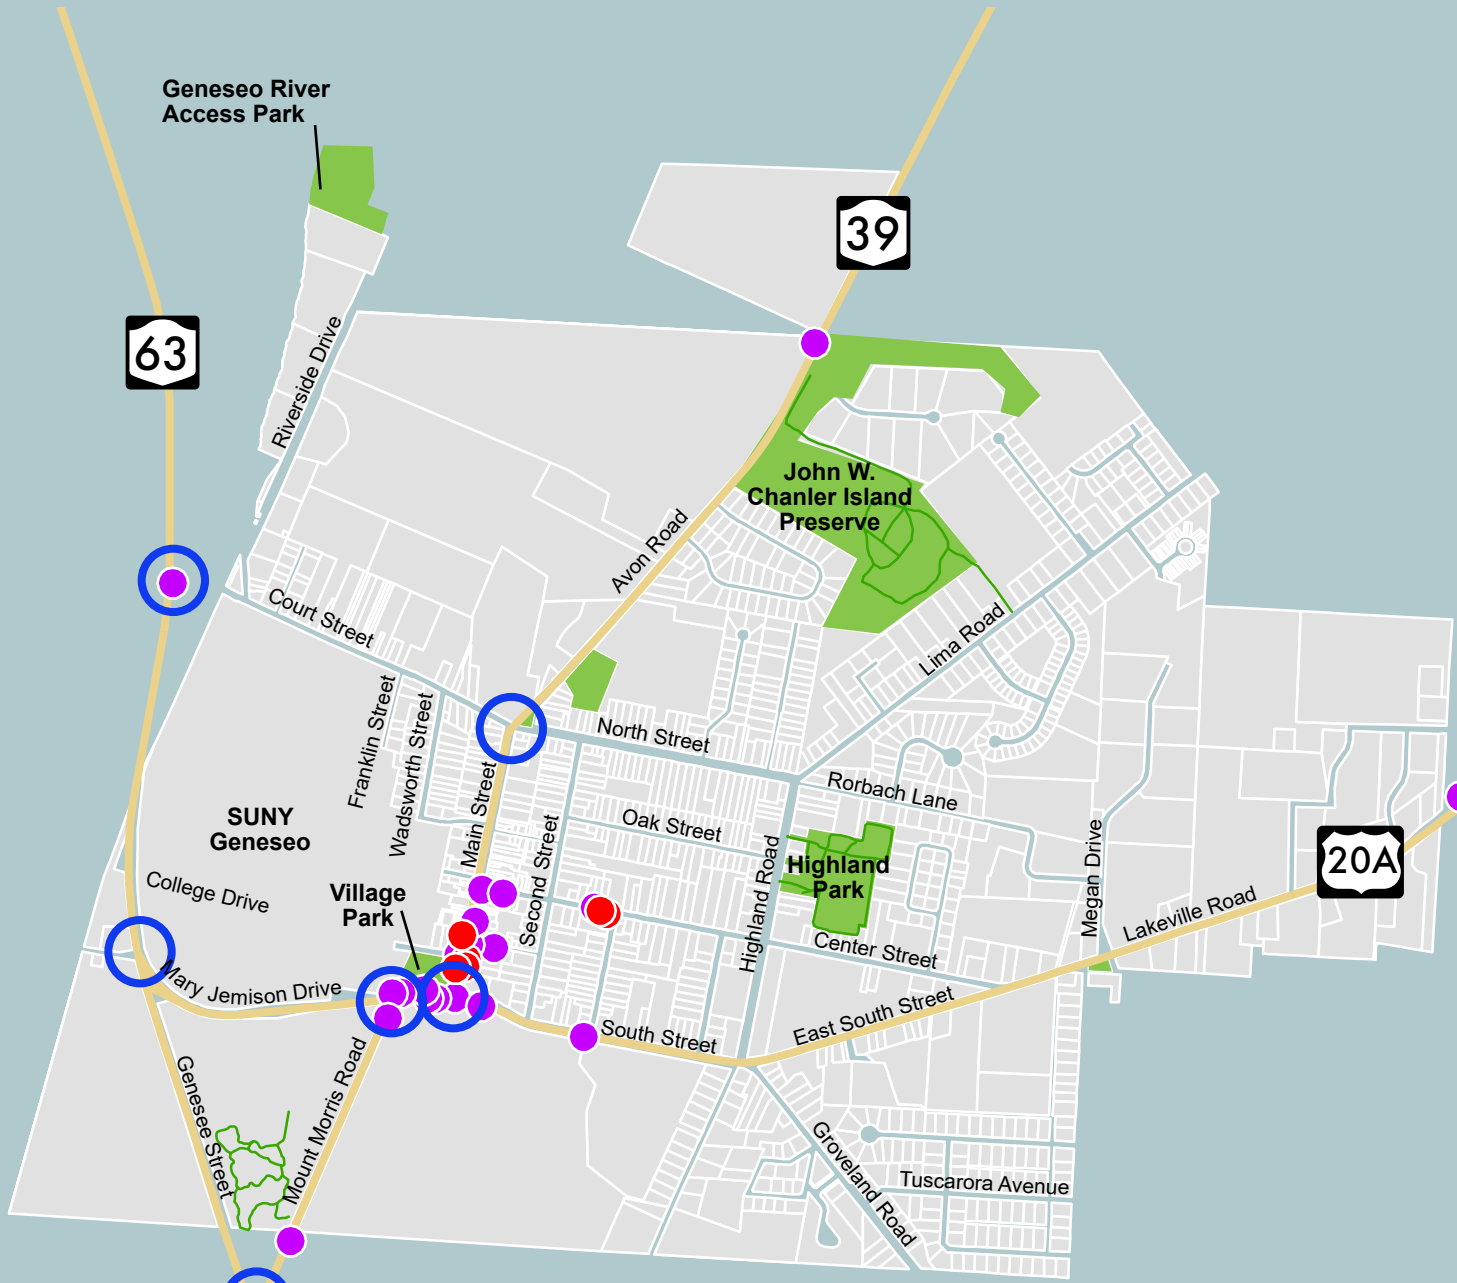 Geneseo River
Access Park
39
63
Riverside Drive
John W.
Chanler Island
Preserve
Avon Road
Court Street
Lima Road
Franklin Street
Wadsworth Street
North Street
Rorbach Lane
Main Street
SUNY
Geneseo
Oak Street
Second Street
Highland Road
Highland
Park
Megan Drive
20A
College Drive
Village
Park
Lakeville Road
Center Street
Mary Jemison Drive
East South Street
South Street
Genesee Street
Mount Morris Road
Groveland Road
Tuscarora Avenue